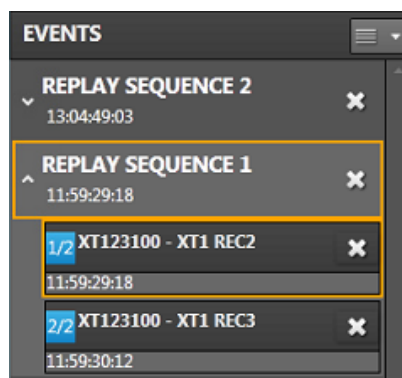 EVENTS
REPLAY SEQUENCE 2
13:04:49:03
REPLAY SEQUENCE 1
11:59:29:18
1/2 XT123100 - XT1 REC2
11:59:29:18
2/2 XT123100 - XT1 REC3
11:59:30:12